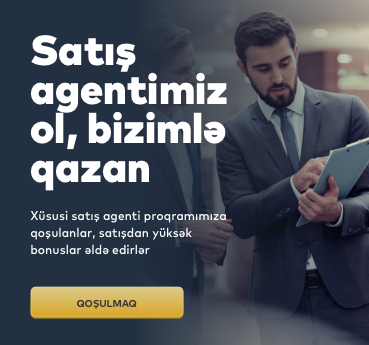 Satış
agentimiz
ol, bizimlə
qazan
Xüsusi satış agenti proqramımıza
qoşulanlar, satışdan yüksək
bonuslar əldə edirlər
QOŞULMAQ